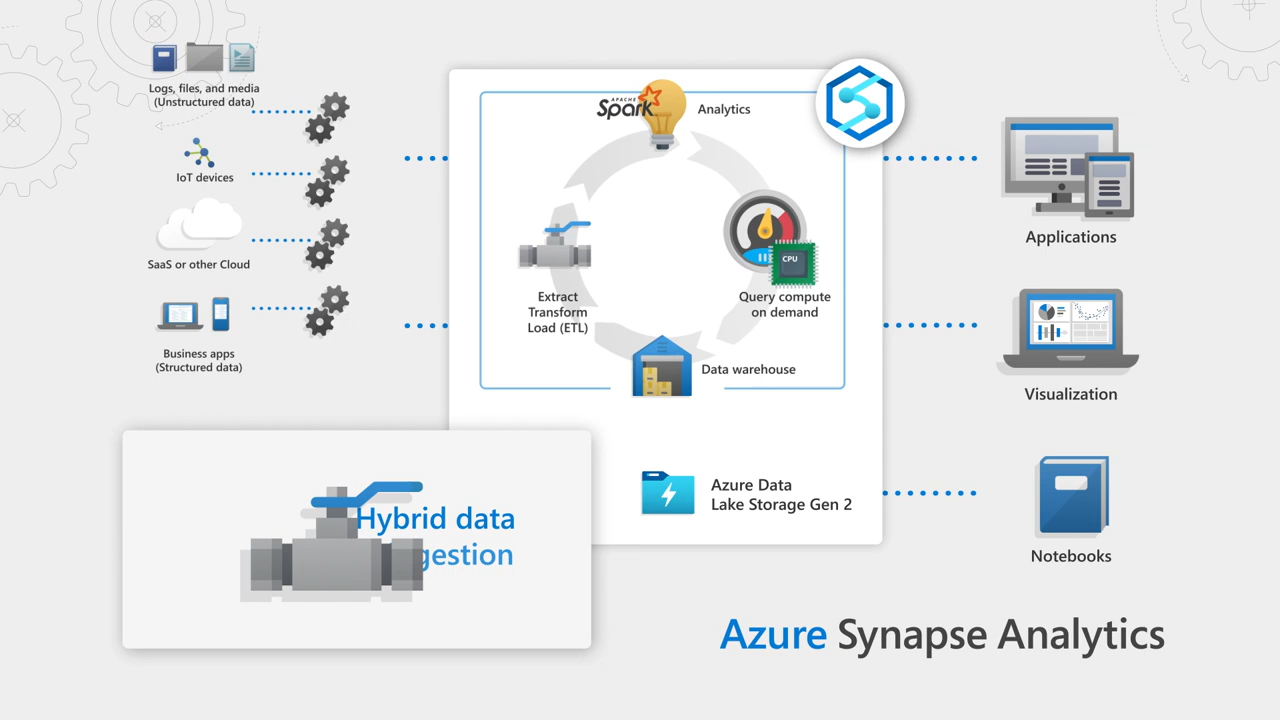 Logs, files, and media
(Unstructured data)
IoT devices
SaaS or other Cloud
Business apps
(Structured data)
APACHE
Spark
Analytics
Extract
Transform
Load (ETL)
CPU
Query compute
on demand
Data warehouse
Azure Data
Lake Storage Gen 2
Applications
Visualization
Notebooks
Hybrid data
gestion
Azure Synapse Analytics